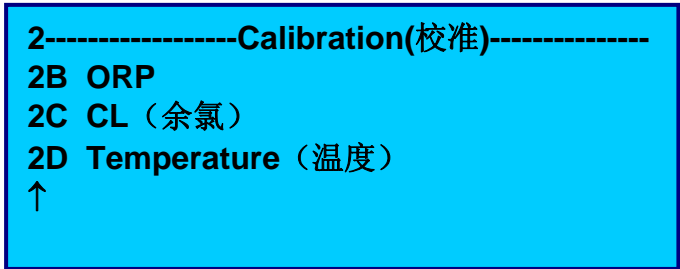 2------------------Calibration(校准)---------------
2B ORP
2C CL（余氯）
2D Temperature（温度）
↑